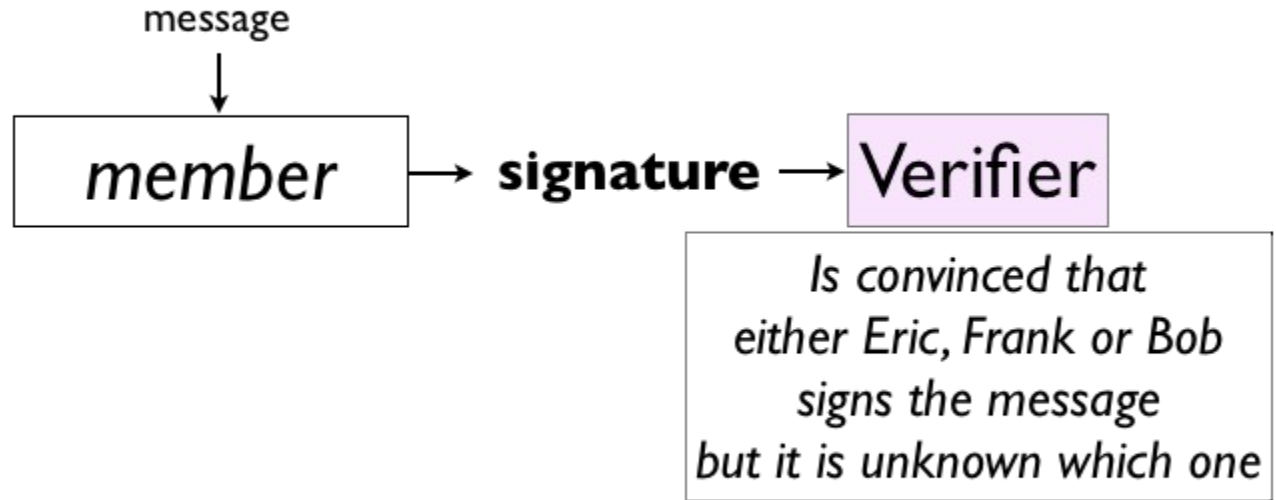 message
member
signature
Verifier
Is convinced that
either Eric, Frank or Bob
signs the message
but it is unknown which one